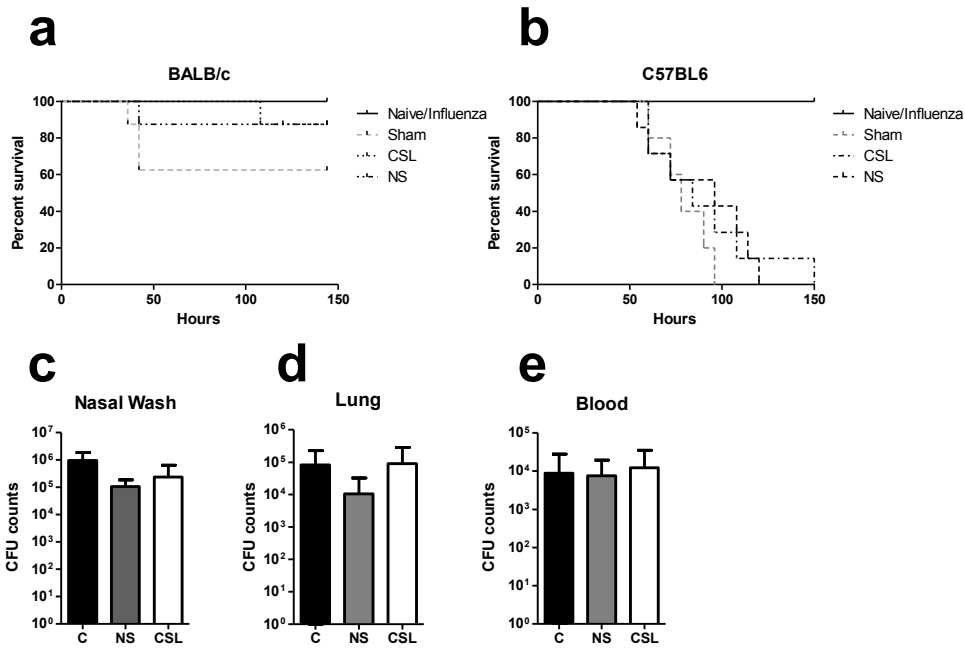 a
BALB/c
100
80
60
40
20
0
Percent survival
0 50 100 150
Hours
Naive/Influenza
Sham
CSL
NS
b
C57BL6
100
80
60
40
20
0
Percent survival
0 50 100 150
Hours
Naive/Influenza
Sham
CSL
NS
c
Nasal Wash
10⁷
10⁶
10⁵
10⁴
10³
10²
10¹
10⁰
CFU counts
C NS CSL
d
Lung
10⁶
10⁵
10⁴
10³
10²
10¹
10⁰
CFU counts
C NS CSL
e
Blood
10⁵
10⁴
10³
10²
10¹
10⁰
CFU counts
C NS CSL